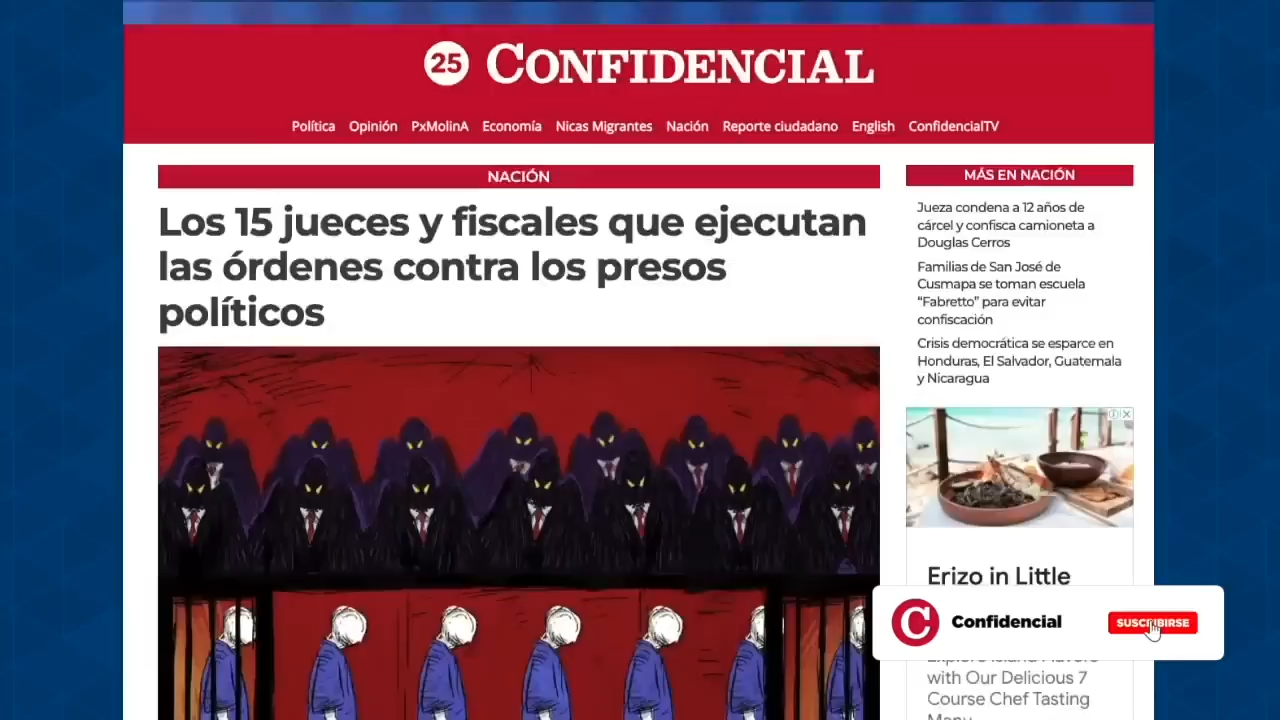 25 CONFIDENCIAL
Política Opinión PxMolinA Economía Nicas Migrantes Nación Reporte ciudadano English ConfidencialTV
NACIÓN
Los 15 jueces y fiscales que ejecutan
las órdenes contra los presos
políticos
MÁS EN NACIÓN
Jueza condena a 12 años de
cárcel y confisca camioneta a
Douglas Cerros
Familias de San José de
Cusmapa se toman escuela
“Fabretto” para evitar
confiscación
Crisis democrática se esparce en
Honduras, El Salvador, Guatemala
y Nicaragua
Erizo in Little
C Confidencial
SUSCRIBIRSE
with Our Delicious 7
Course Chef Tasting